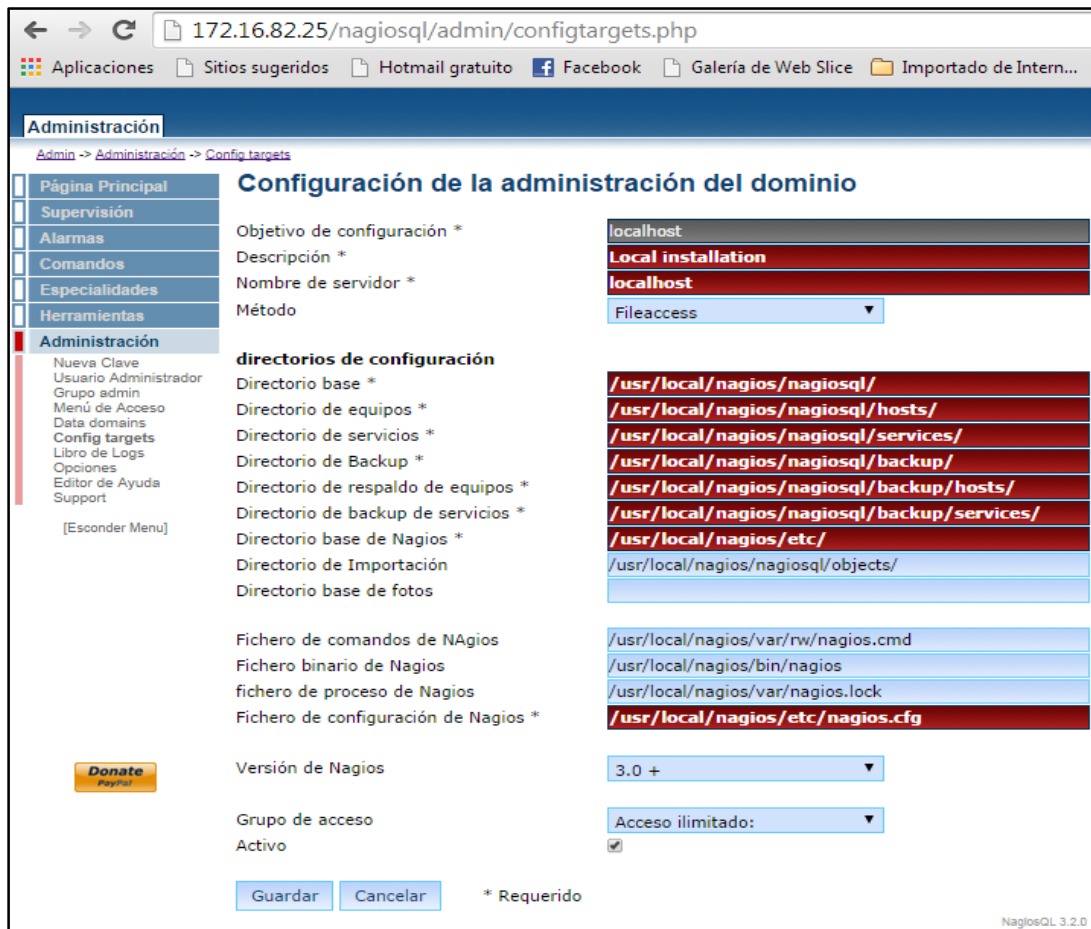 172.16.82.25/nagiosql/admin/configtargets.php
Aplicaciones Sitios sugeridos Hotmail gratuito Facebook Galería de Web Slice Importado de Intern...
Administración
Admin -> Administración -> Config targets
Página Principal
Supervisión
Alarmas
Comandos
Especialidades
Herramientas
Administración
Nueva Clave
Usuario Administrador
Grupo admin
Menú de Acceso
Data domains
Config targets
Libro de Logs
Opciones
Editor de Ayuda
Support
[Esconder Menu]
Donate
PayPal
Configuración de la administración del dominio
Objetivo de configuración * localhost
Descripción * Local installation
Nombre de servidor * localhost
Método Fileaccess
directorios de configuración
Directorio base * /usr/local/nagios/nagiosql/
Directorio de equipos * /usr/local/nagios/nagiosql/hosts/
Directorio de servicios * /usr/local/nagios/nagiosql/services/
Directorio de Backup * /usr/local/nagios/nagiosql/backup/
Directorio de respaldo de equipos * /usr/local/nagios/nagiosql/backup/hosts/
Directorio de backup de servicios * /usr/local/nagios/nagiosql/backup/services/
Directorio base de Nagios * /usr/local/nagios/etc/
Directorio de Importación /usr/local/nagios/nagiosql/objects/
Directorio base de fotos
Fichero de comandos de NAgios /usr/local/nagios/var/rw/nagios.cmd
Fichero binario de Nagios /usr/local/nagios/bin/nagios
fichero de proceso de Nagios /usr/local/nagios/var/nagios.lock
Fichero de configuración de Nagios * /usr/local/nagios/etc/nagios.cfg
Versión de Nagios 3.0 +
Grupo de acceso Acceso ilimitado:
Activo
Guardar Cancelar * Requerido
NagiosQL 3.2.0